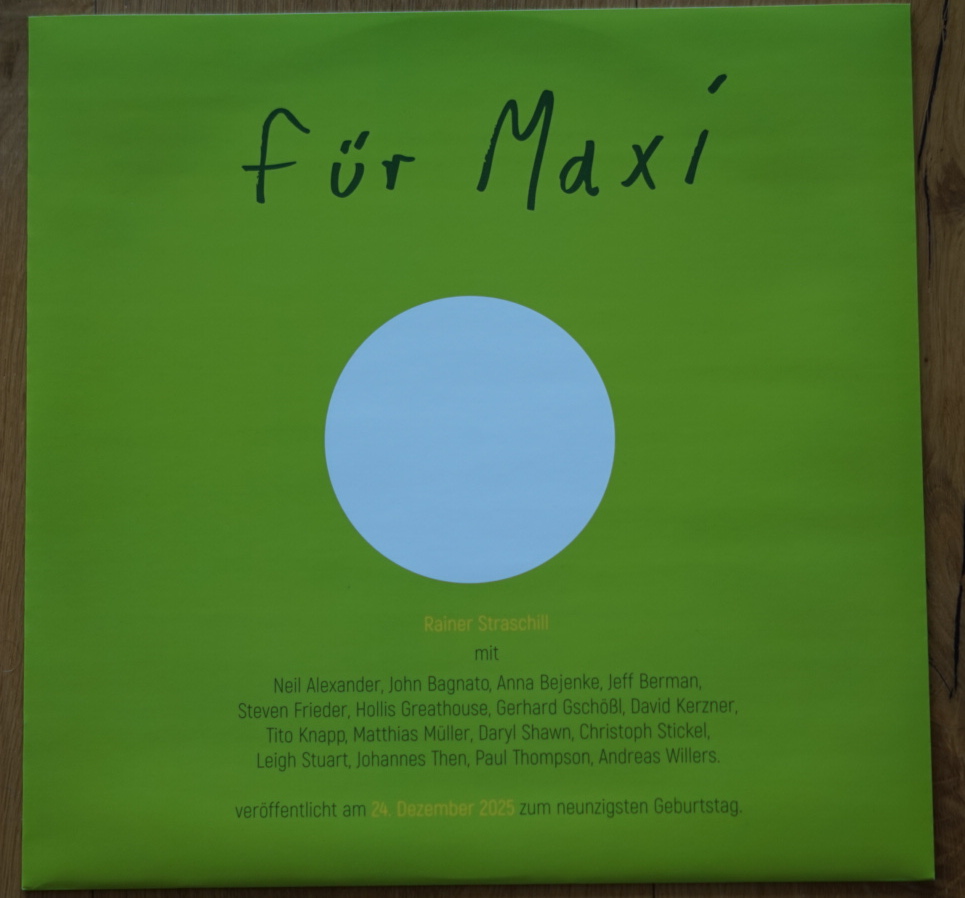 für Maxi
Rainer Straschill
mit
Neil Alexander, John Bagnato, Anna Bejenke, Jeff Berman,
Steven Frieder, Hollis Greathouse, Gerhard Gschößl, David Kerzner,
Tito Knapp, Matthias Müller, Daryl Shawn, Christoph Stickel,
Leigh Stuart, Johannes Then, Paul Thompson, Andreas Willers.
veröffentlicht am 24. Dezember 2025 zum neunzigsten Geburtstag.